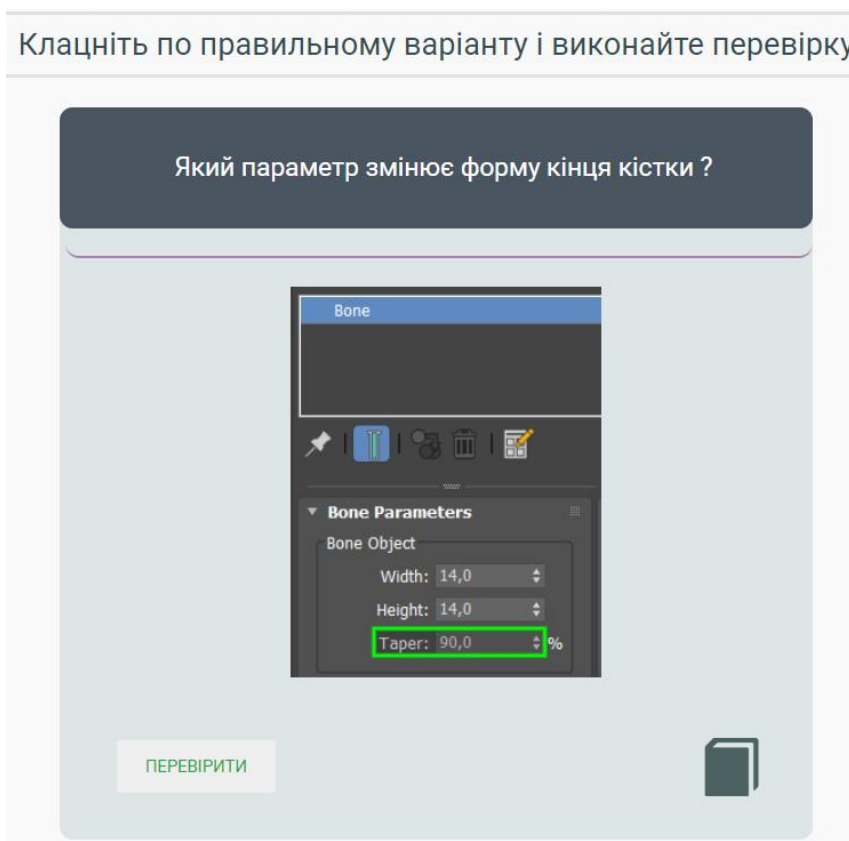 Клацніть по правильному варіанту і виконайте перевірку
Який параметр змінює форму кінця кістки ?
Bone
Bone Parameters
Bone Object
Width: 14,0
Height: 14,0
Taper: 90,0 %
ПЕРЕВІРИТИ